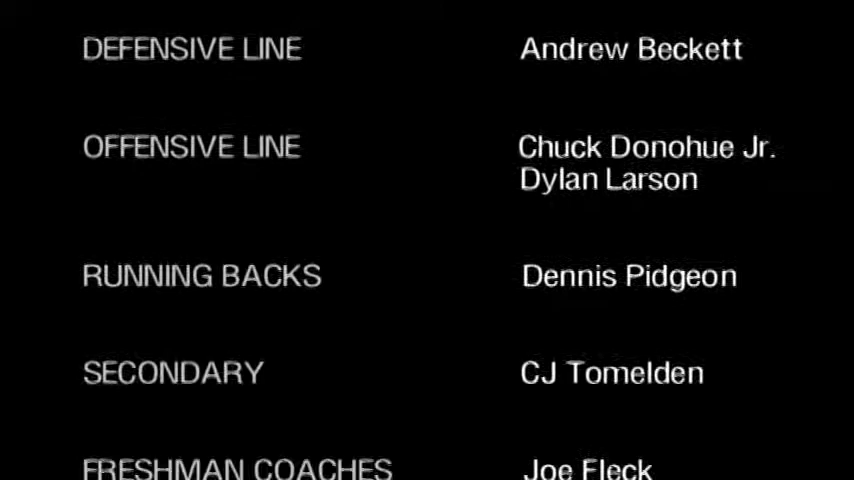 DEFENSIVE LINE Andrew Beckett
OFFENSIVE LINE Chuck Donohue Jr.
Dylan Larson
RUNNING BACKS Dennis Pidgeon
SECONDARY CJ Tomelden
FRESHMAN COACHES Joe Fleck